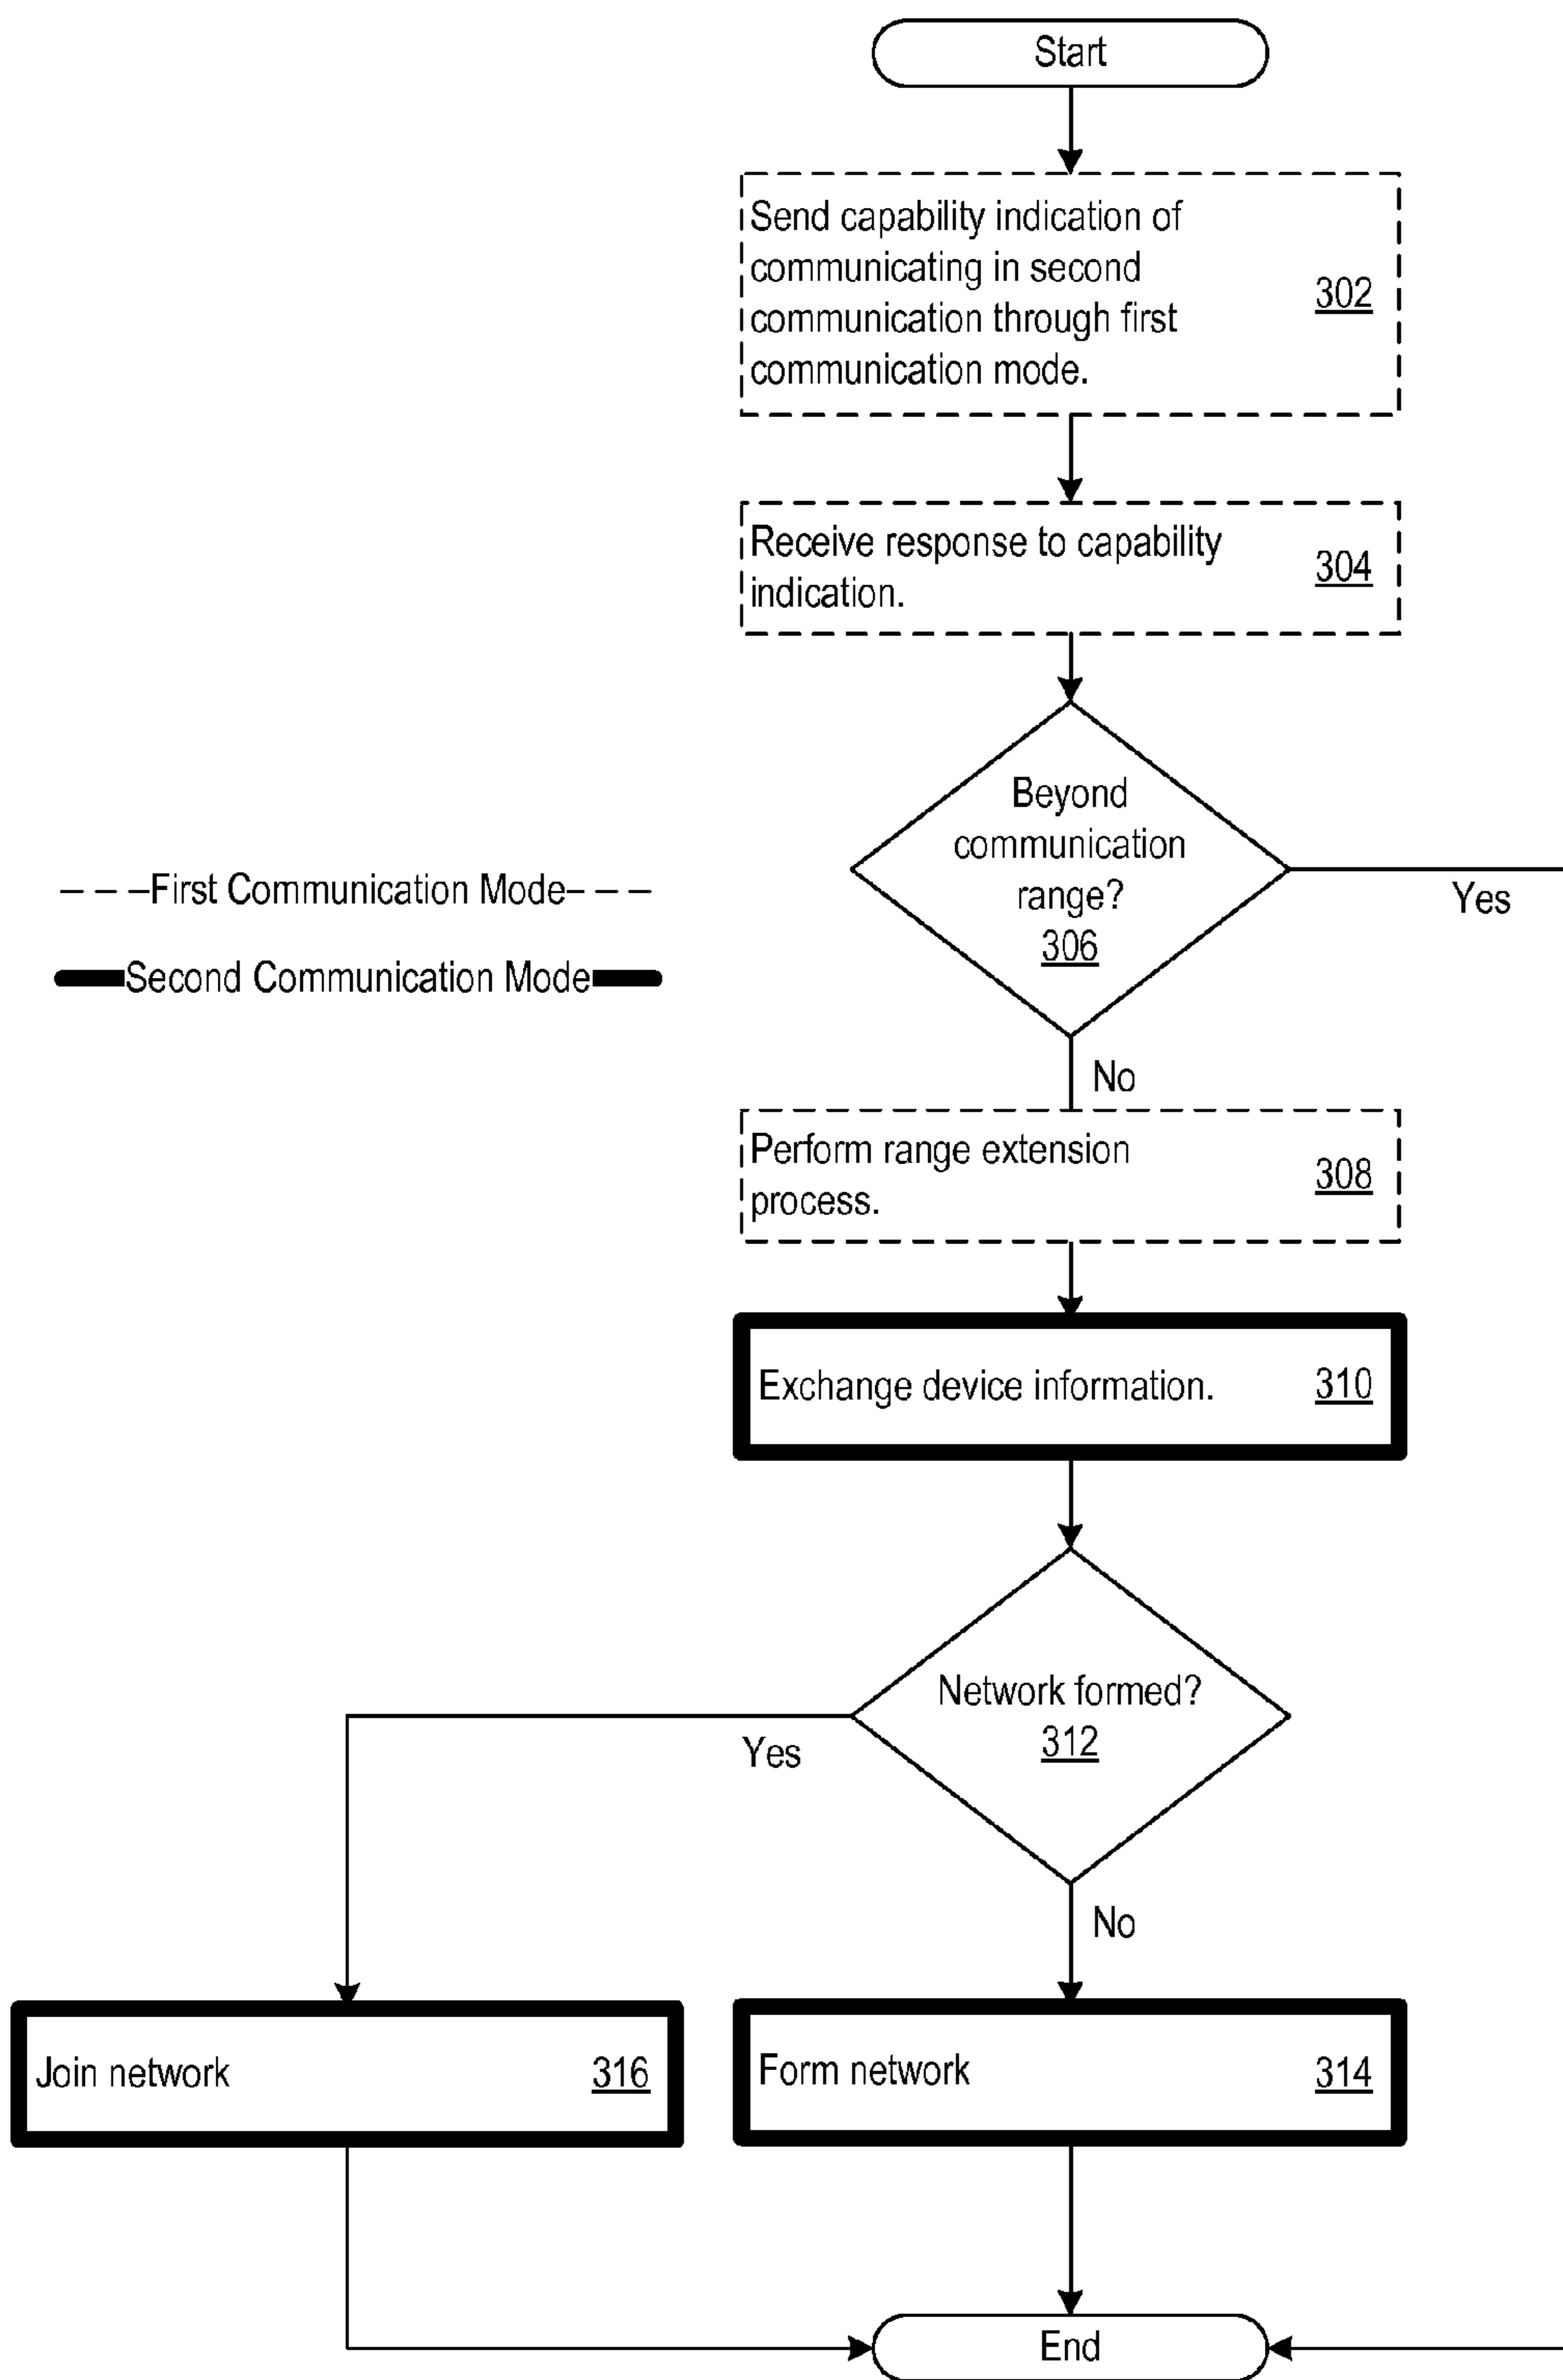 Start
Send capability indication of
communicating in second
communication through first
communication mode.
302
Receive response to capability
indication.
304
Beyond
communication
range?
306
Yes
First Communication Mode
Second Communication Mode
No
Perform range extension
process.
308
Exchange device information.
310
Network formed?
312
Yes
No
Join network
316
Form network
314
End